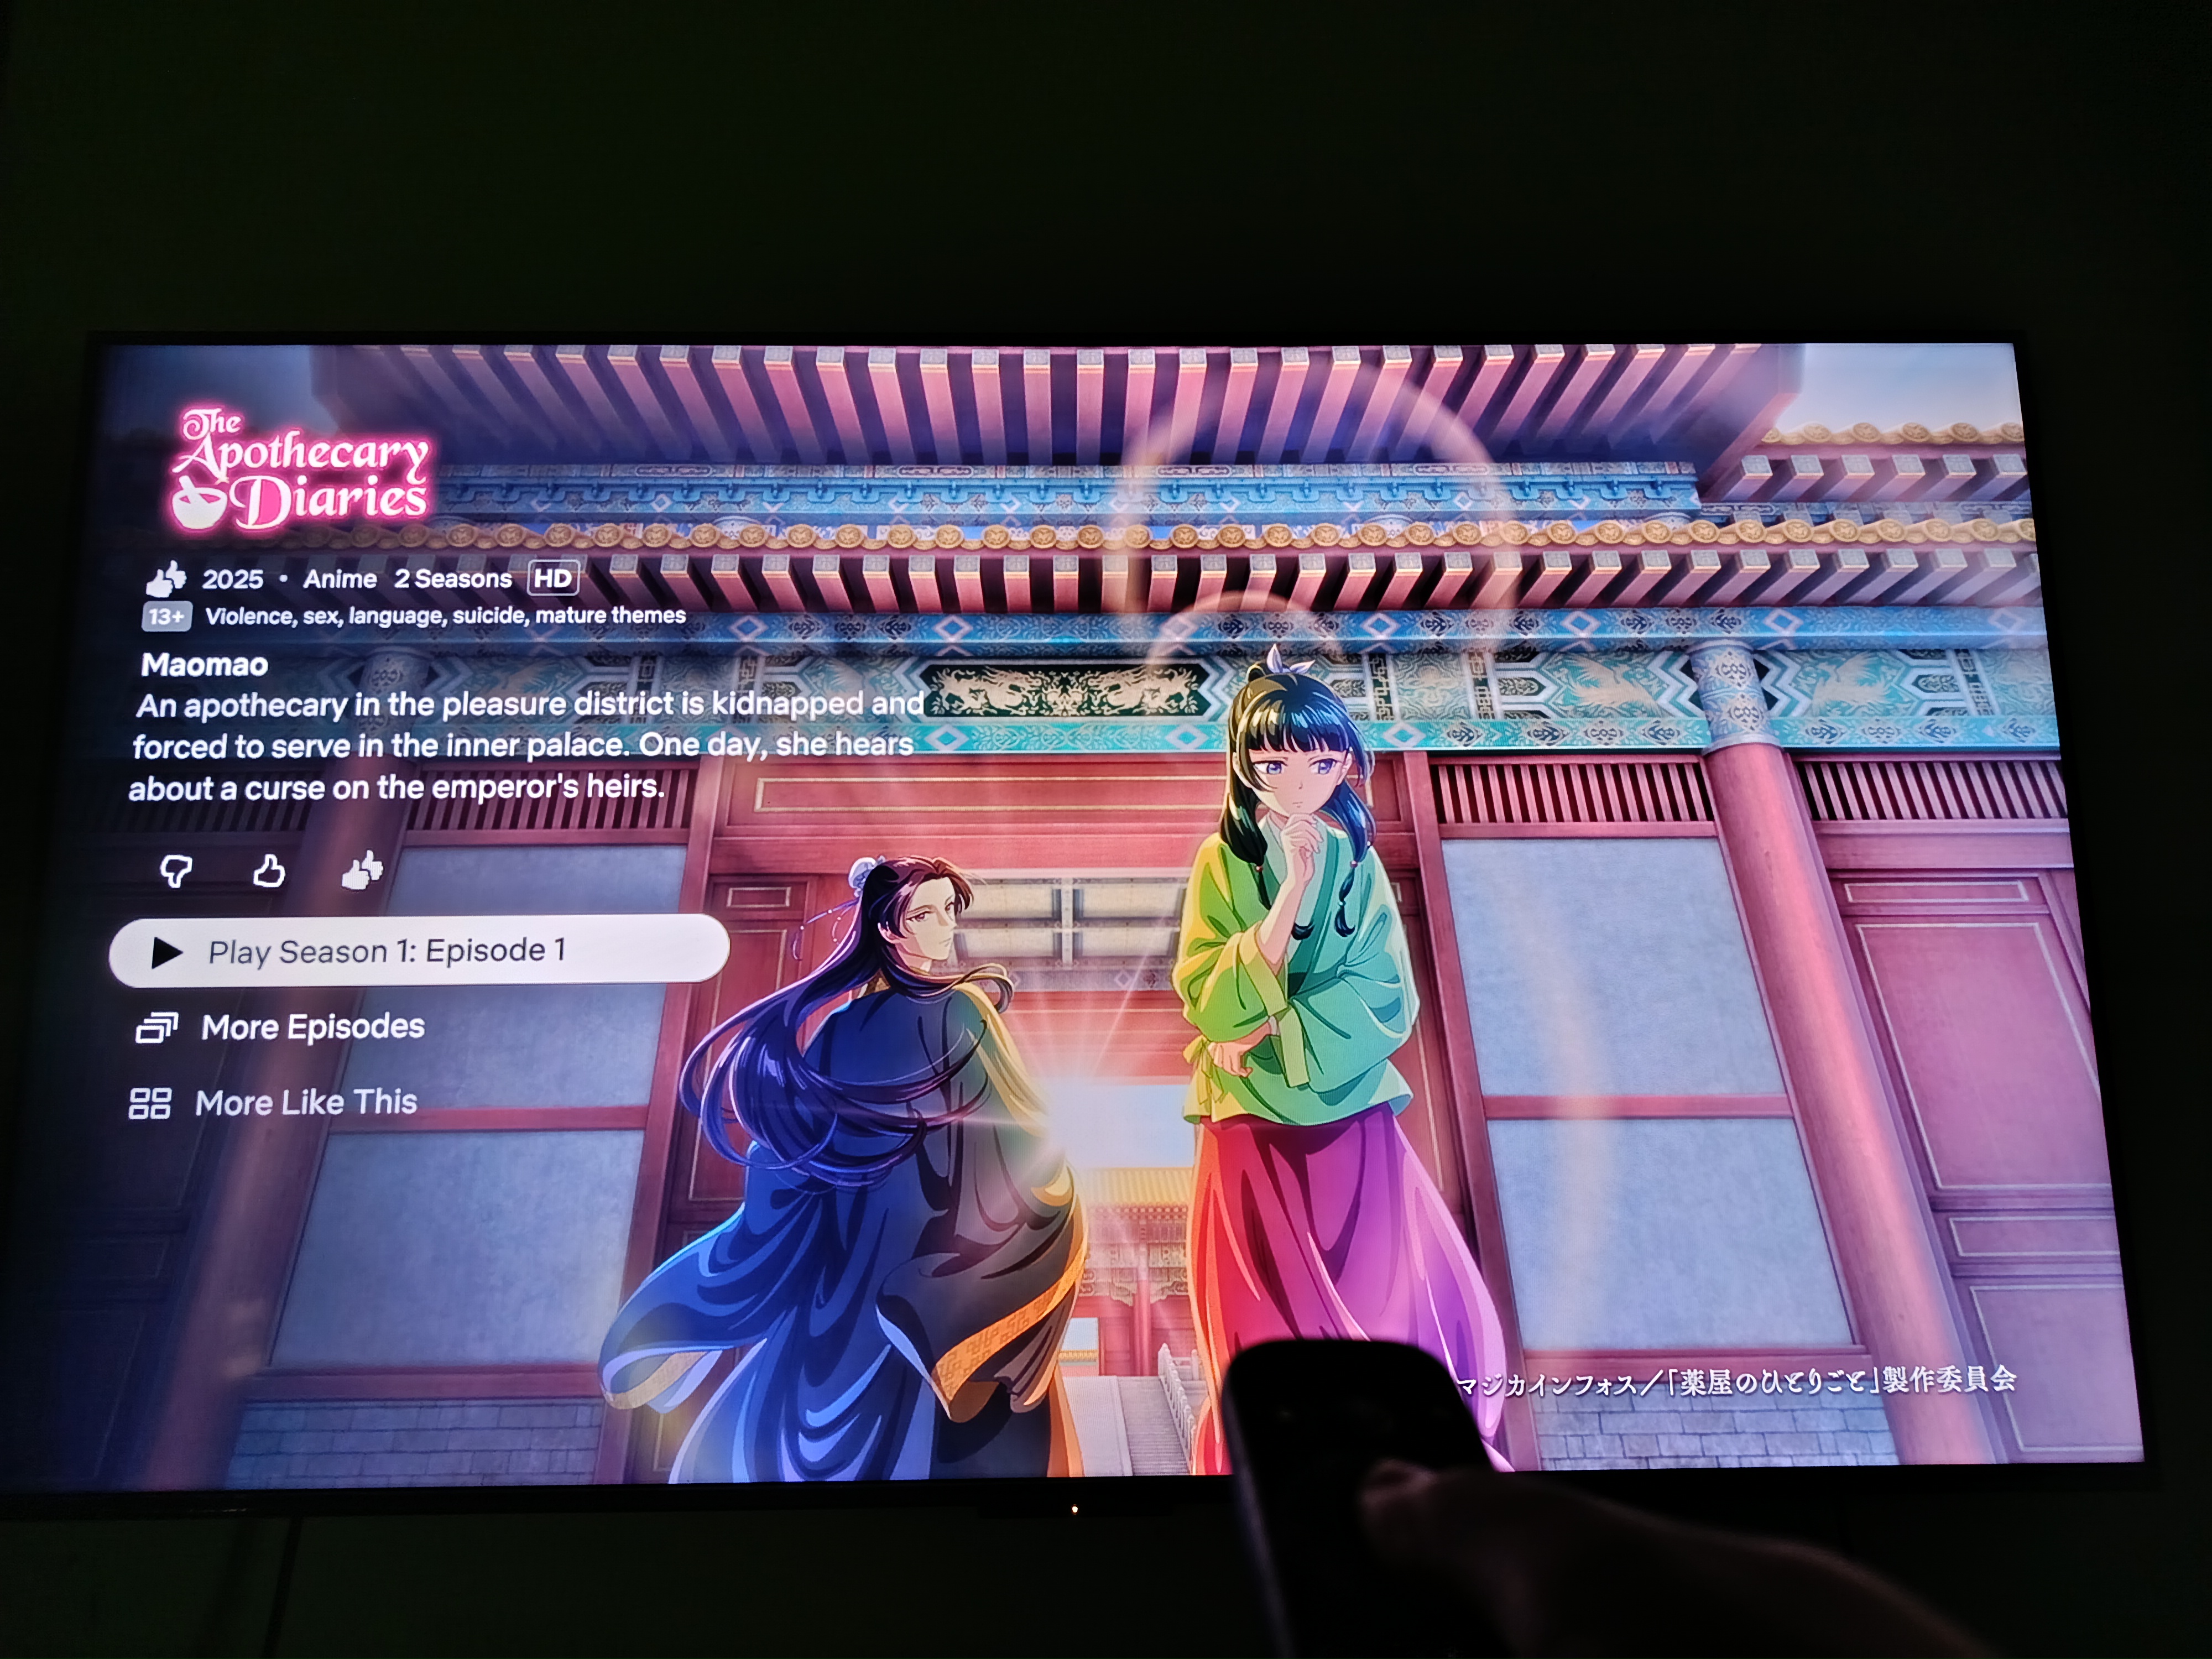 The
Apothecary
Diaries
2025 • Anime 2 Seasons HD
13+ Violence, sex, language, suicide, mature themes
Maomao
An apothecary in the pleasure district is kidnapped and
forced to serve in the inner palace. One day, she hears
about a curse on the emperor's heirs.
Play Season 1: Episode 1
More Episodes
More Like This
マジカインフォス／「薬屋のひとりごと」製作委員会